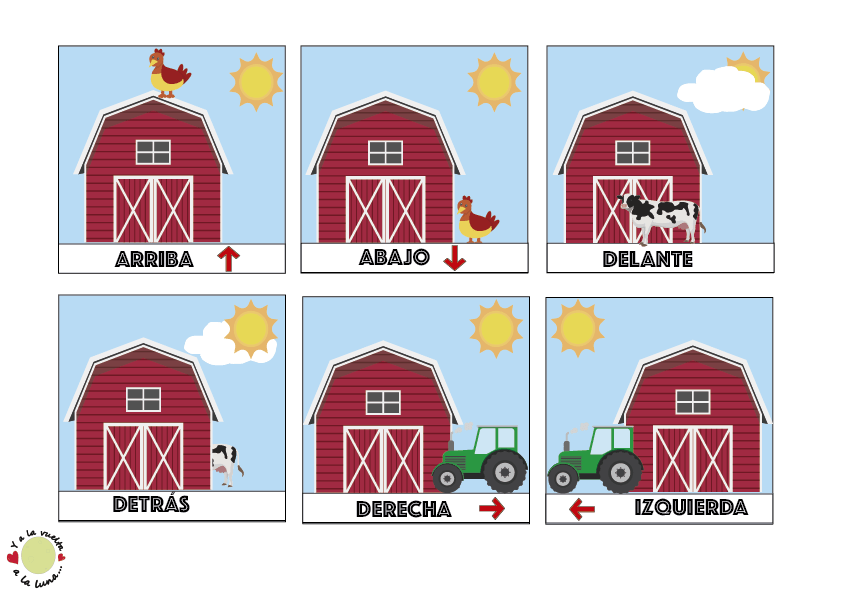 ARRIBA
ABAJO
DELANTE
DETRÁS
DERECHA
IZQUIERDA
Y a la vuelta
a la luna...